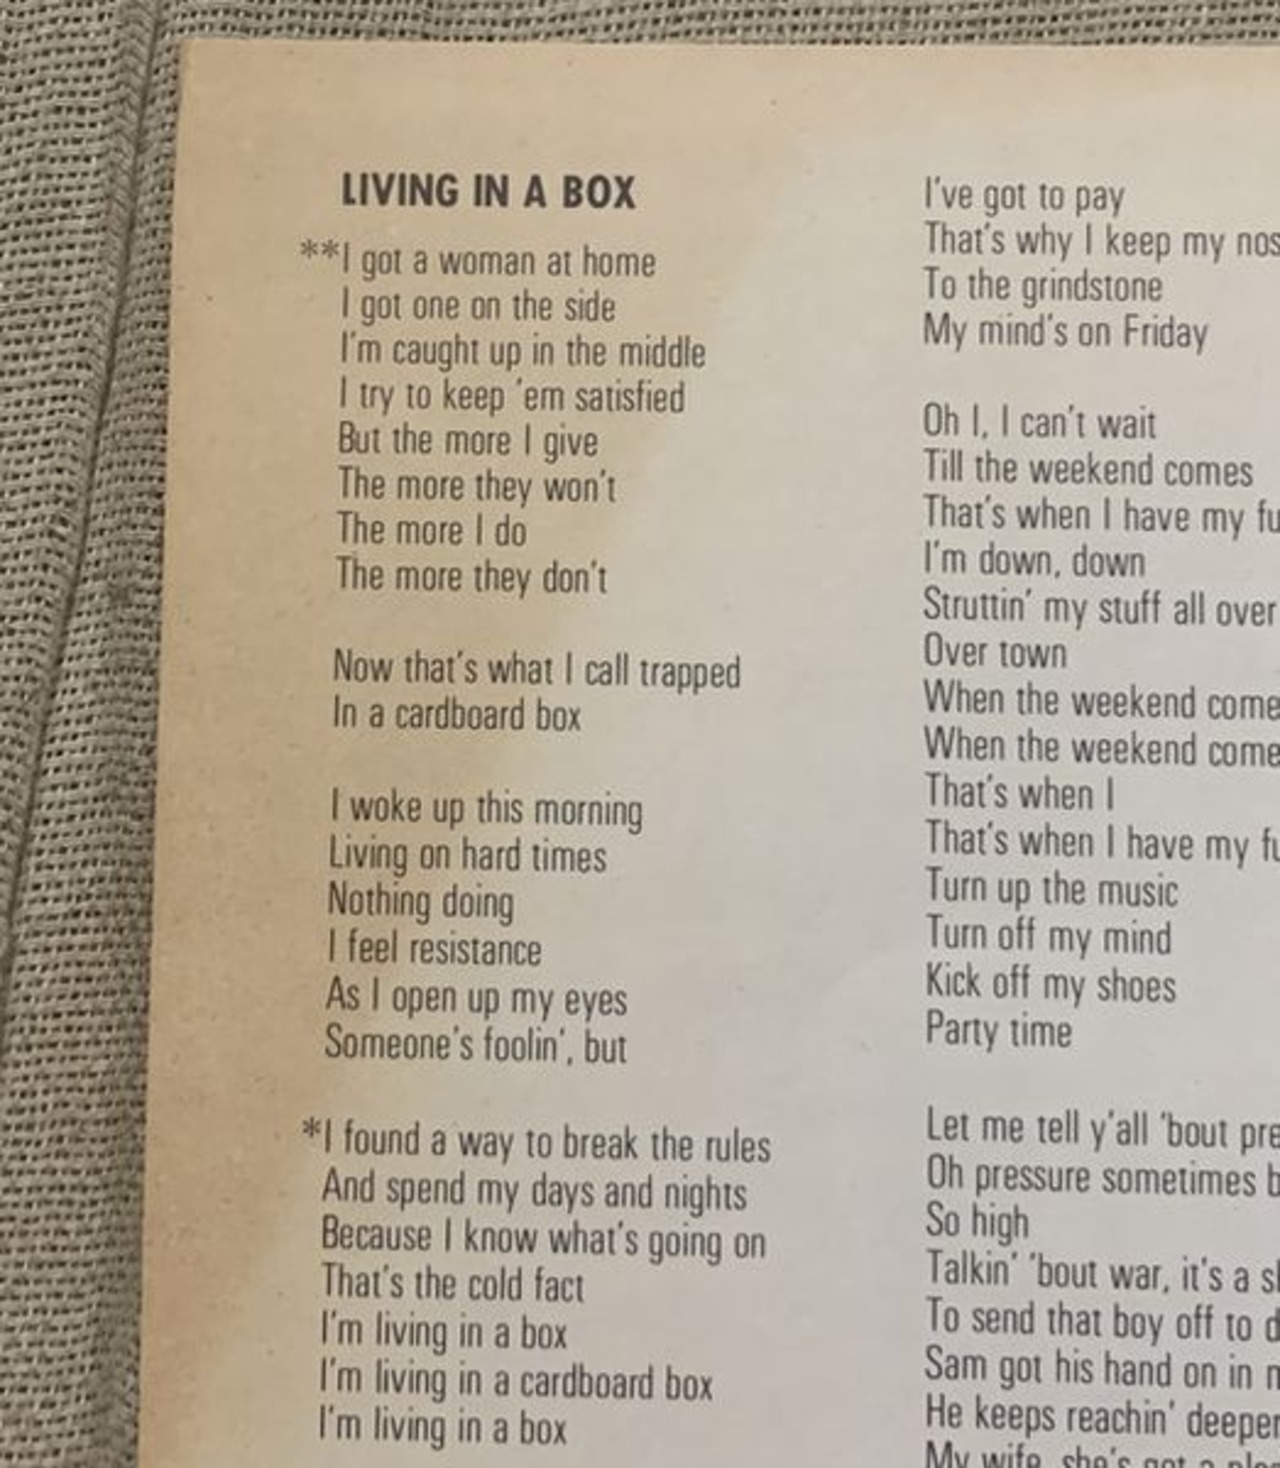 LIVING IN A BOX
**I got a woman at home
I got one on the side
I'm caught up in the middle
I try to keep 'em satisfied
But the more I give
The more they won't
The more I do
The more they don't
Now that's what I call trapped
In a cardboard box
I woke up this morning
Living on hard times
Nothing doing
I feel resistance
As I open up my eyes
Someone's foolin', but
*I found a way to break the rules
And spend my days and nights
Because I know what's going on
That's the cold fact
I'm living in a box
I'm living in a cardboard box
I'm living in a box
I've got to pay
That's why I keep my
To the grindstone
My mind's on Friday
Oh I, I can't wait
Till the weekend comes
That's when I have my
I'm down, down
Struttin' my stuff all over
Over town
When the weekend
When the weekend
That's when I
That's when I have my
Turn up the music
Turn off my mind
Kick off my shoes
Party time
Let me tell y'all 'bout
Oh pressure sometimes
So high
Talkin' 'bout war, it's a
To send that boy off to
Sam got his hand on in
He keeps reachin' deeper
My wife, she's got a